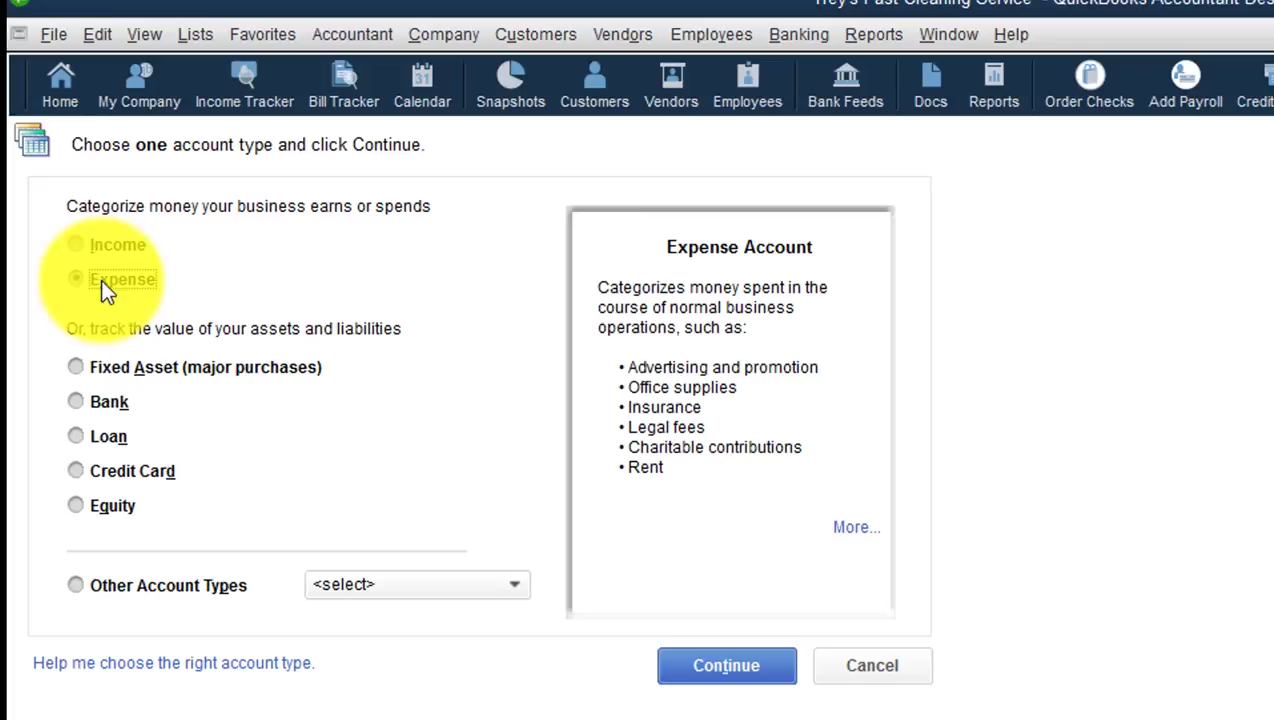 Trey's Fast Cleaning Service - QuickBooks Accountant Des
File Edit View Lists Favorites Accountant Company Customers Vendors Employees Banking Reports Window Help
31
Home My Company Income Tracker Bill Tracker Calendar Snapshots Customers Vendors Employees Bank Feeds Docs Reports Order Checks Add Payroll Credit
Choose one account type and click Continue.
Categorize money your business earns or spends
Income
Expense
Or, track the value of your assets and liabilities
Fixed Asset (major purchases)
Bank
Loan
Credit Card
Equity
Other Account Types <select>
Help me choose the right account type.
Expense Account
Categorizes money spent in the
course of normal business
operations, such as:
• Advertising and promotion
• Office supplies
• Insurance
• Legal fees
• Charitable contributions
• Rent
More...
Continue Cancel